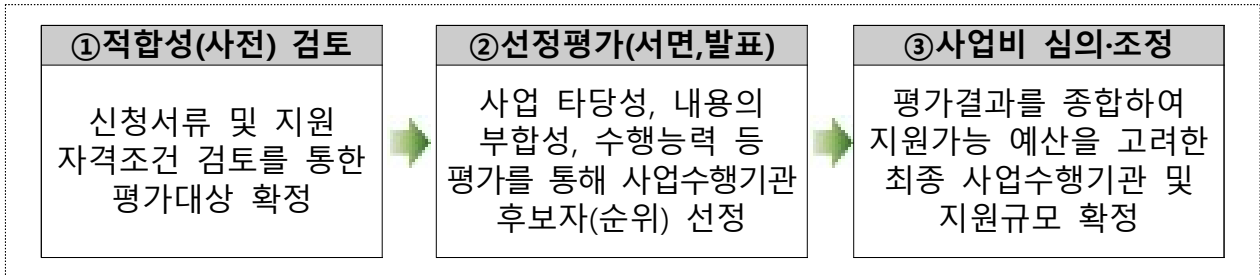 ①적합성(사전) 검토
신청서류 및 지원
자격조건 검토를 통한
평가대상 확정
②선정평가(서면,발표)
사업 타당성, 내용의
부합성, 수행능력 등
평가를 통해 사업수행기관
후보자(순위) 선정
③사업비 심의·조정
평가결과를 종합하여
지원가능 예산을 고려한
최종 사업수행기관 및
지원규모 확정